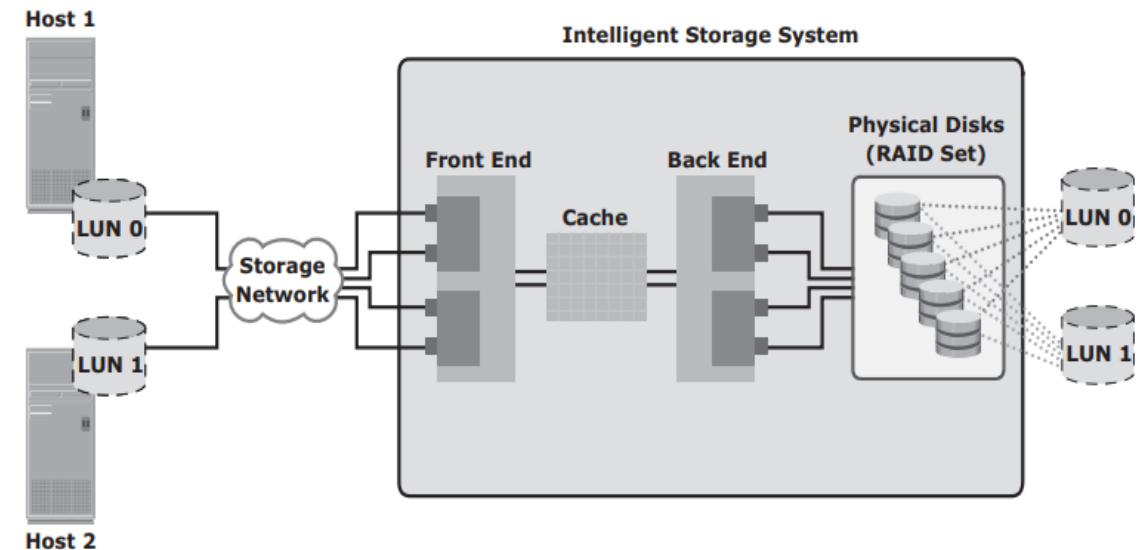 Host 1
Intelligent Storage System
Physical Disks
(RAID Set)
Front End
Back End
Cache
LUN 0
LUN 0
Storage
Network
LUN 1
LUN 1
Host 2